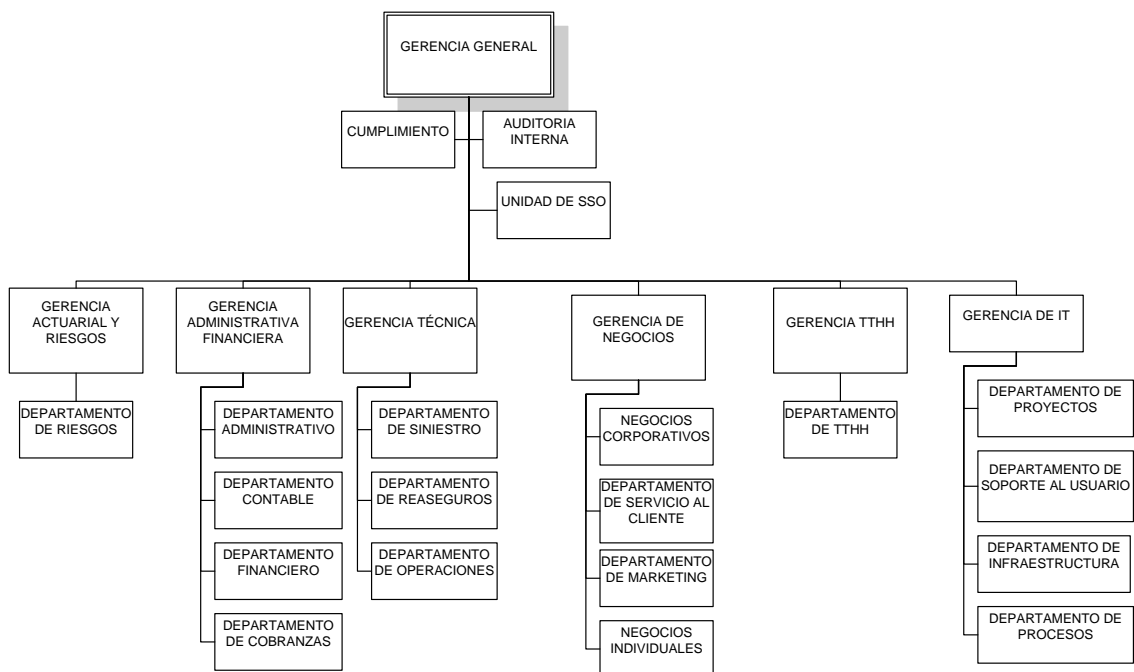 GERENCIA GENERAL
CUMPLIMIENTO
AUDITORIA
INTERNA
UNIDAD DE SSO
GERENCIA
ACTUARIAL Y
RIESGOS
GERENCIA
ADMINISTRATIVA
FINANCIERA
GERENCIA TÉCNICA
GERENCIA DE
NEGOCIOS
GERENCIA TTHH
GERENCIA DE IT
DEPARTAMENTO
DE RIESGOS
DEPARTAMENTO
ADMINISTRATIVO
DEPARTAMENTO
CONTABLE
DEPARTAMENTO
FINANCIERO
DEPARTAMENTO
DE COBRANZAS
DEPARTAMENTO
DE SINIESTRO
DEPARTAMENTO
DE REASEGUROS
DEPARTAMENTO
DE OPERACIONES
NEGOCIOS
CORPORATIVOS
DEPARTAMENTO
DE SERVICIO AL
CLIENTE
DEPARTAMENTO
DE MARKETING
NEGOCIOS
INDIVIDUALES
DEPARTAMENTO
DE TTHH
DEPARTAMENTO DE
PROYECTOS
DEPARTAMENTO DE
SOPORTE AL USUARIO
DEPARTAMENTO DE
INFRAESTRUCTURA
DEPARTAMENTO DE
PROCESOS